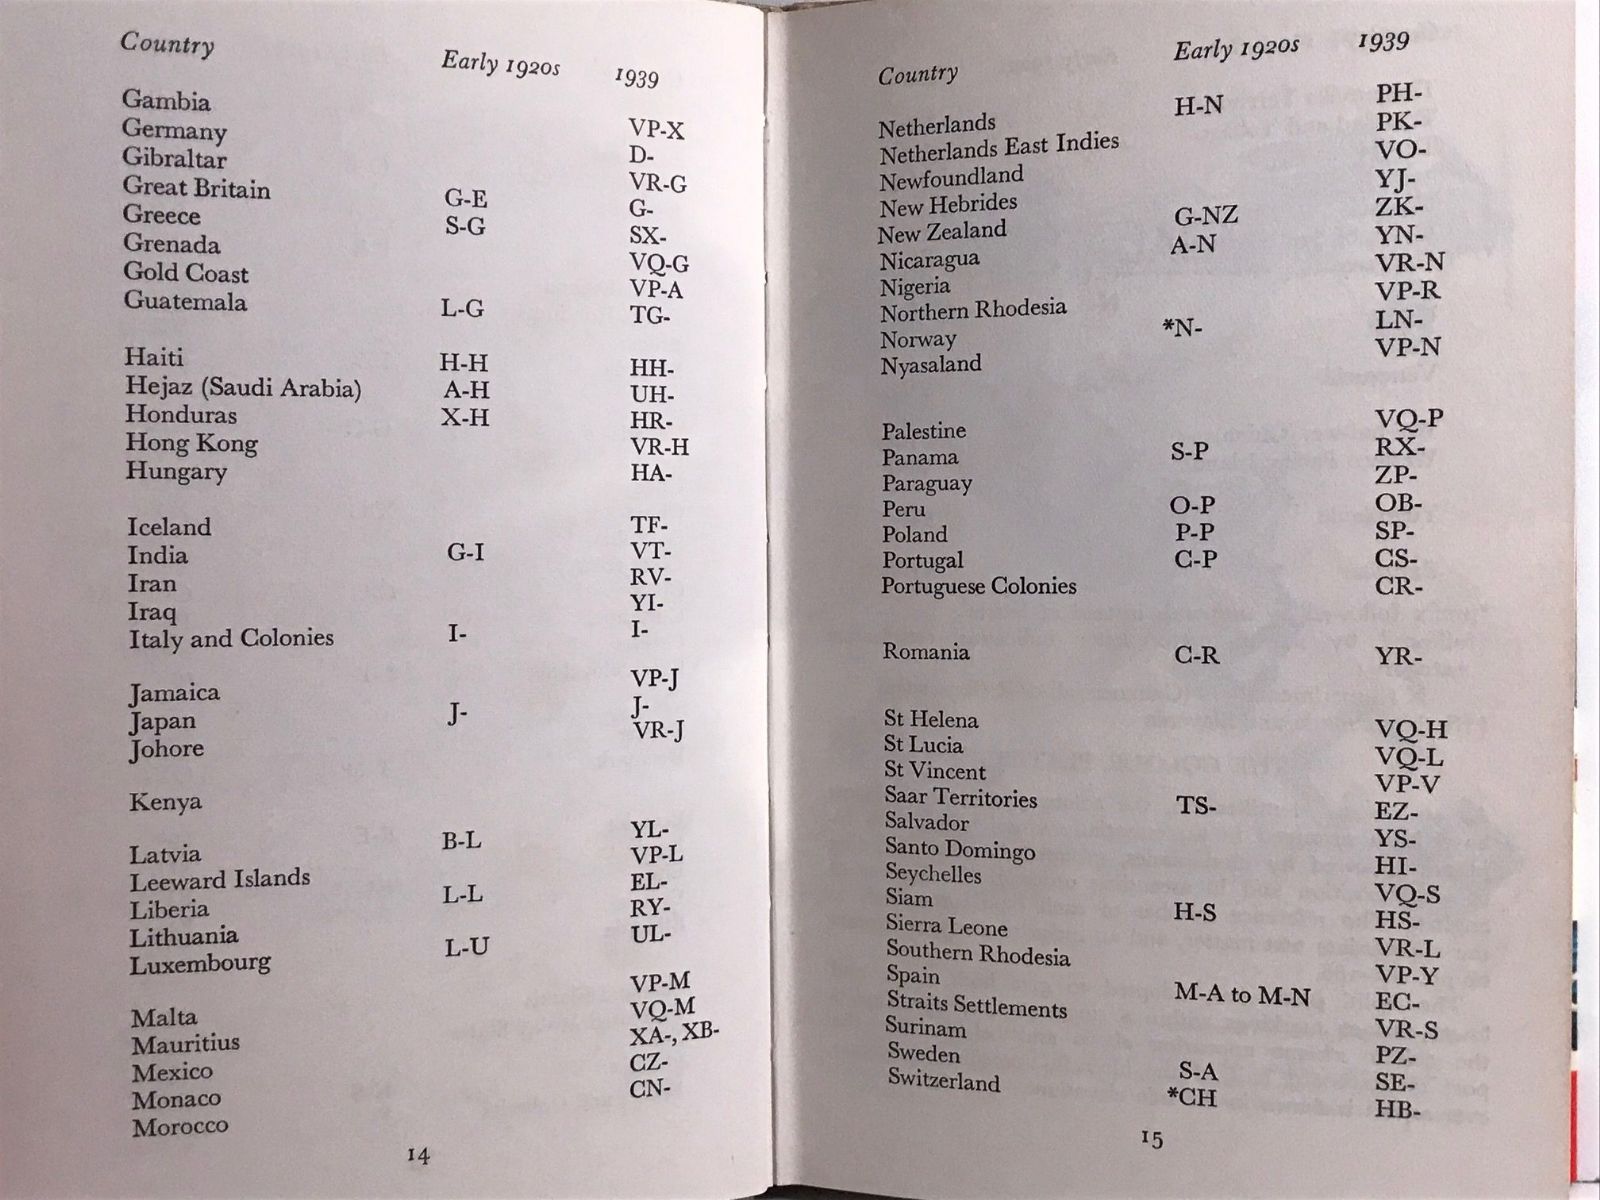 Country Early 1920s 1939
Gambia VP-X
Germany D-
Gibraltar VR-G
Great Britain G-E G-
Greece S-G SX-
Grenada VQ-G
Gold Coast VP-A
Guatemala L-G TG-
Haiti H-H HH-
Hejaz (Saudi Arabia) A-H UH-
Honduras X-H HR-
Hong Kong VR-H
Hungary HA-
Iceland TF-
India G-I VT-
Iran RV-
Iraq YI-
Italy and Colonies I- I-
Jamaica VP-J
Japan J- J-
Johore VR-J
Kenya
Latvia B-L YL-
Leeward Islands VP-L
Liberia L-L EL-
Lithuania RY-
Luxembourg L-U UL-
Malta VP-M
Mauritius VQ-M
Mexico XA-, XB-
Monaco CZ-
Morocco CN-
14
Country Early 1920s 1939
Netherlands H-N PH-
Netherlands East Indies PK-
Newfoundland VO-
New Hebrides YJ-
New Zealand G-NZ ZK-
Nicaragua A-N YN-
Nigeria VR-N
Northern Rhodesia VP-R
Norway *N- LN-
Nyasaland VP-N
Palestine VQ-P
Panama S-P RX-
Paraguay ZP-
Peru O-P OB-
Poland P-P SP-
Portugal C-P CS-
Portuguese Colonies CR-
Romania C-R YR-
St Helena VQ-H
St Lucia VQ-L
St Vincent VP-V
Saar Territories TS- EZ-
Salvador YS-
Santo Domingo HI-
Seychelles VQ-S
Siam H-S HS-
Sierra Leone VR-L
Southern Rhodesia VP-Y
Spain M-A to M-N EC-
Straits Settlements VR-S
Surinam PZ-
Sweden S-A SE-
Switzerland *CH HB-
15